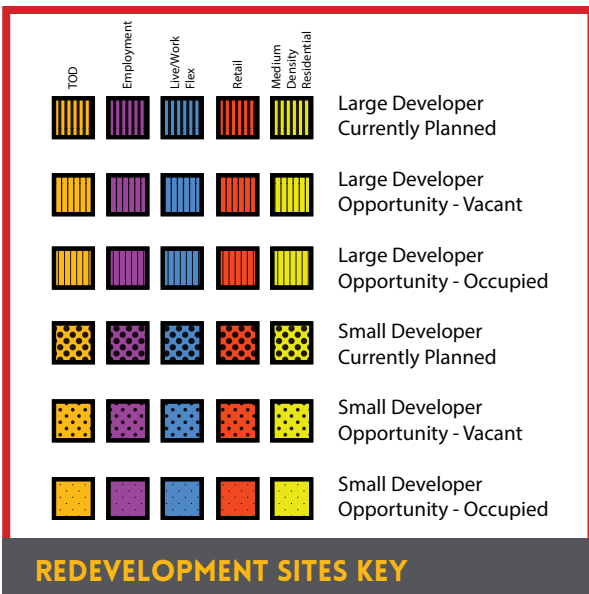 TOD
Employment
Live/Work
Flex
Retail
Medium
Density
Residential
Large Developer
Currently Planned
Large Developer
Opportunity - Vacant
Large Developer
Opportunity - Occupied
Small Developer
Currently Planned
Small Developer
Opportunity - Vacant
Small Developer
Opportunity - Occupied
REDEVELOPMENT SITES KEY